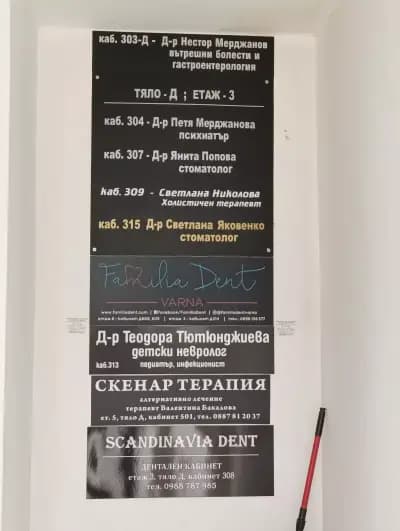 каб. 303-Д - Д-р Нестор Мерджанов
вътрешни болести и
гастроентерология
ТЯЛО - Д ; ЕТАЖ - 3
каб. 304 - Д-р Петя Мерджанова
психиатър
каб. 307 - Д-р Янита Попова
стоматолог
каб. 309 - Светлана Николова
Холистичен терапевт
каб. 315 Д-р Светлана Яковенко
стоматолог
Familia Dent
VARNA
Д-р Теодора Тютюнджиева
детски невролог
каб.313 педиатър, инфекционист
СКЕНАР ТЕРАПИЯ
алтернативно лечение
терапевт Валентина Бакалова
ет. 5, тяло Д, кабинет 501, тел. 0887 81 20 37
SCANDINAVIA DENT
ДЕНТАЛЕН КАБИНЕТ
етаж 3, тяло Д, кабинет 308
тел. 0988 787 985